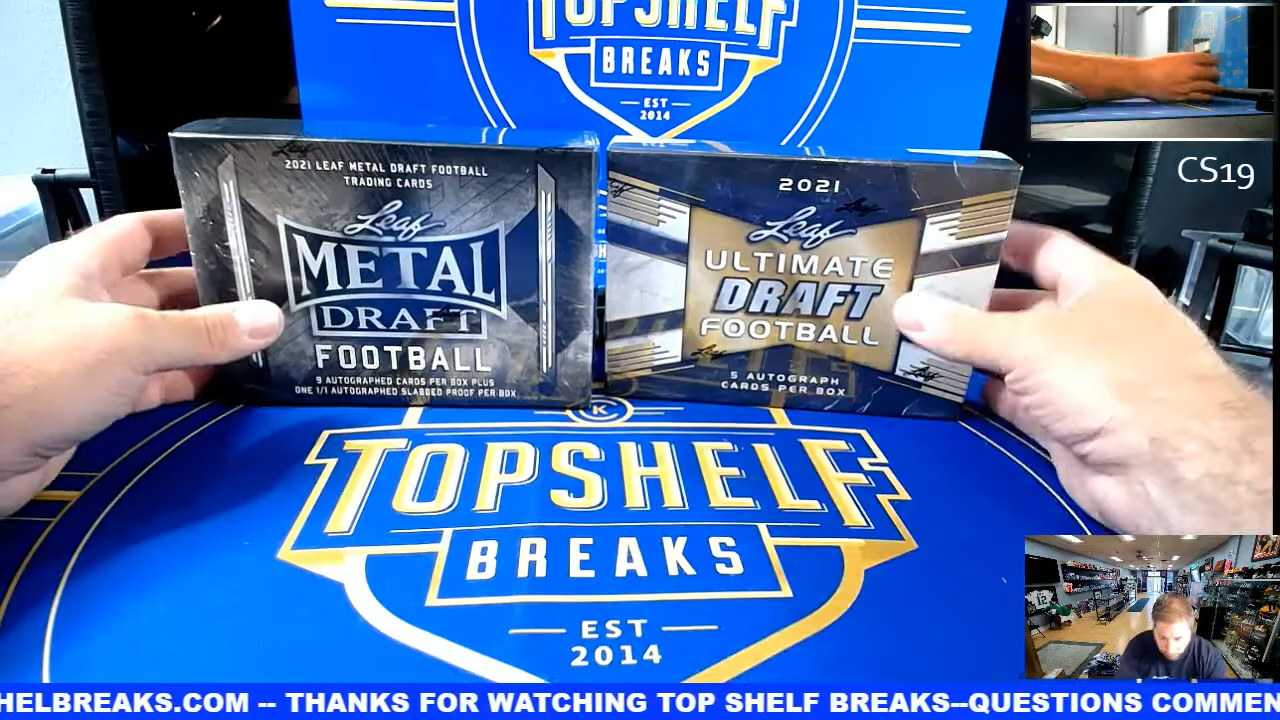 TOPSHELF
BREAKS
EST
2014
CS19
2021 LEAF METAL DRAFT FOOTBALL
TRADING CARDS
Leaf
METAL
DRAFT
FOOTBALL
9 AUTOGRAPHED CARDS PER BOX PLUS
ONE 1/1 AUTOGRAPHED SLABBED PROOF PER BOX
2021
Leaf
ULTIMATE
DRAFT
FOOTBALL
5 AUTOGRAPH
CARDS PER BOX
K
TOPSHELF
BREAKS
EST
2014
HELBREAKS.COM -- THANKS FOR WATCHING TOP SHELF BREAKS--QUESTIONS COMMEN